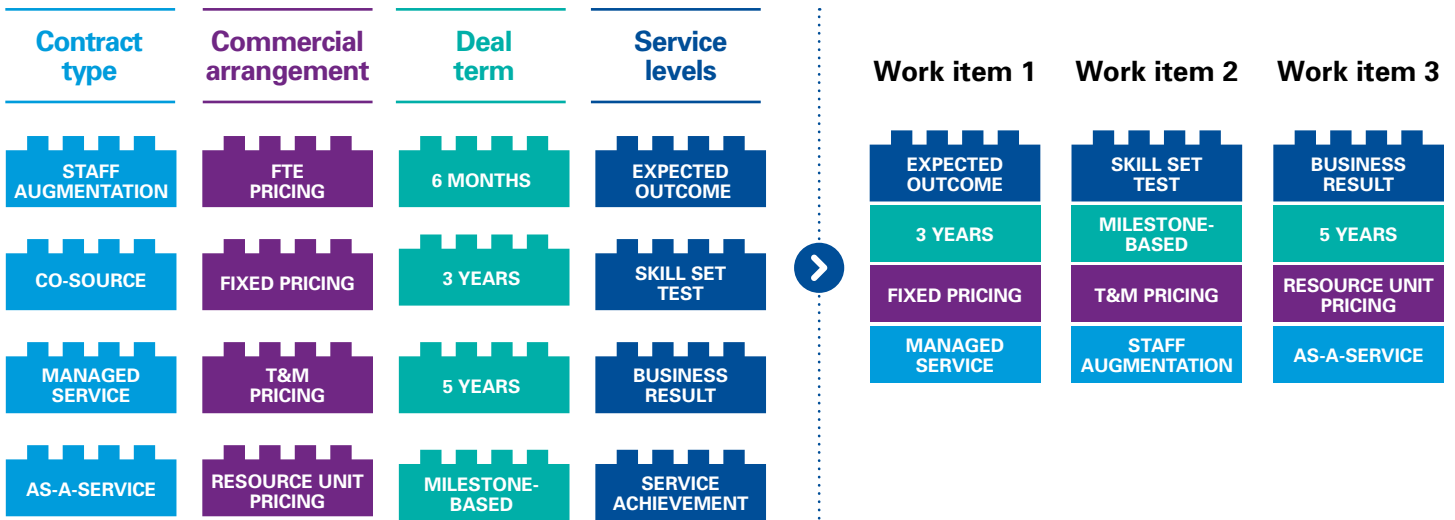 Contract
type
Commercial
arrangement
Deal
term
Service
levels
STAFF
AUGMENTATION
FTE
PRICING
6 MONTHS
EXPECTED
OUTCOME
CO-SOURCE
FIXED PRICING
3 YEARS
SKILL SET
TEST
MANAGED
SERVICE
T&M
PRICING
5 YEARS
BUSINESS
RESULT
AS-A-SERVICE
RESOURCE UNIT
PRICING
MILESTONE-
BASED
SERVICE
ACHIEVEMENT
Work item 1
Work item 2
Work item 3
EXPECTED
OUTCOME
SKILL SET
TEST
BUSINESS
RESULT
3 YEARS
MILESTONE-
BASED
5 YEARS
FIXED PRICING
T&M PRICING
RESOURCE UNIT
PRICING
MANAGED
SERVICE
STAFF
AUGMENTATION
AS-A-SERVICE